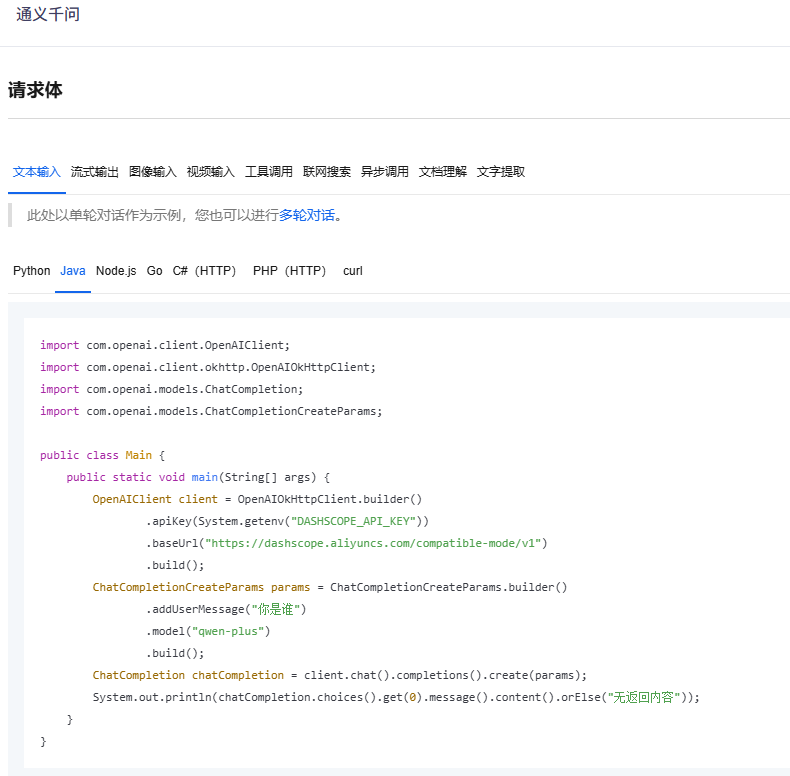 通义千问
请求体
文本输入 流式输出 图像输入 视频输入 工具调用 联网搜索 异步调用 文档理解 文字提取
此处以单轮对话作为示例，您也可以进行多轮对话。
Python Java Node.js Go C#（HTTP） PHP（HTTP） curl
import com.openai.client.OpenAIClient;
import com.openai.client.okhttp.OpenAIOkHttpClient;
import com.openai.models.ChatCompletion;
import com.openai.models.ChatCompletionCreateParams;
public class Main {
    public static void main(String[] args) {
        OpenAIClient client = OpenAIOkHttpClient.builder()
                .apiKey(System.getenv("DASHSCOPE_API_KEY"))
                .baseUrl("https://dashscope.aliyuncs.com/compatible-mode/v1")
                .build();
        ChatCompletionCreateParams params = ChatCompletionCreateParams.builder()
                .addUserMessage("你是谁")
                .model("qwen-plus")
                .build();
        ChatCompletion chatCompletion = client.chat().completions().create(params);
        System.out.println(chatCompletion.choices().get(0).message().content().orElse("无返回内容"));
    }
}